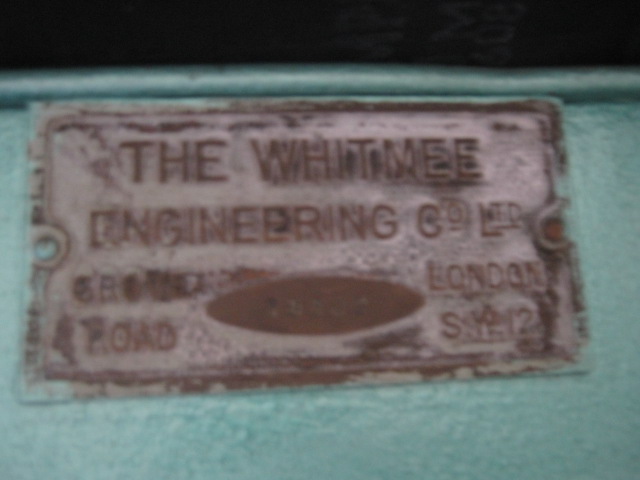 THE WHITMEE
ENGINEERING Co LTD
LONDON
ROAD S.W.12